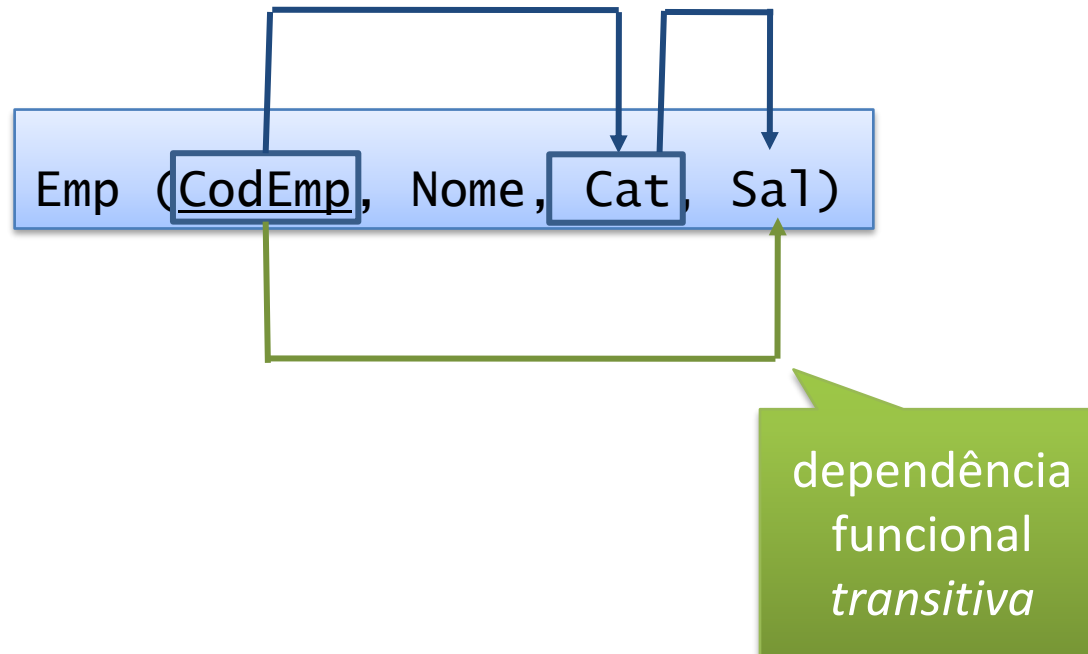 Emp (CodEmp, Nome, Cat, Sal)
dependência
funcional
transitiva